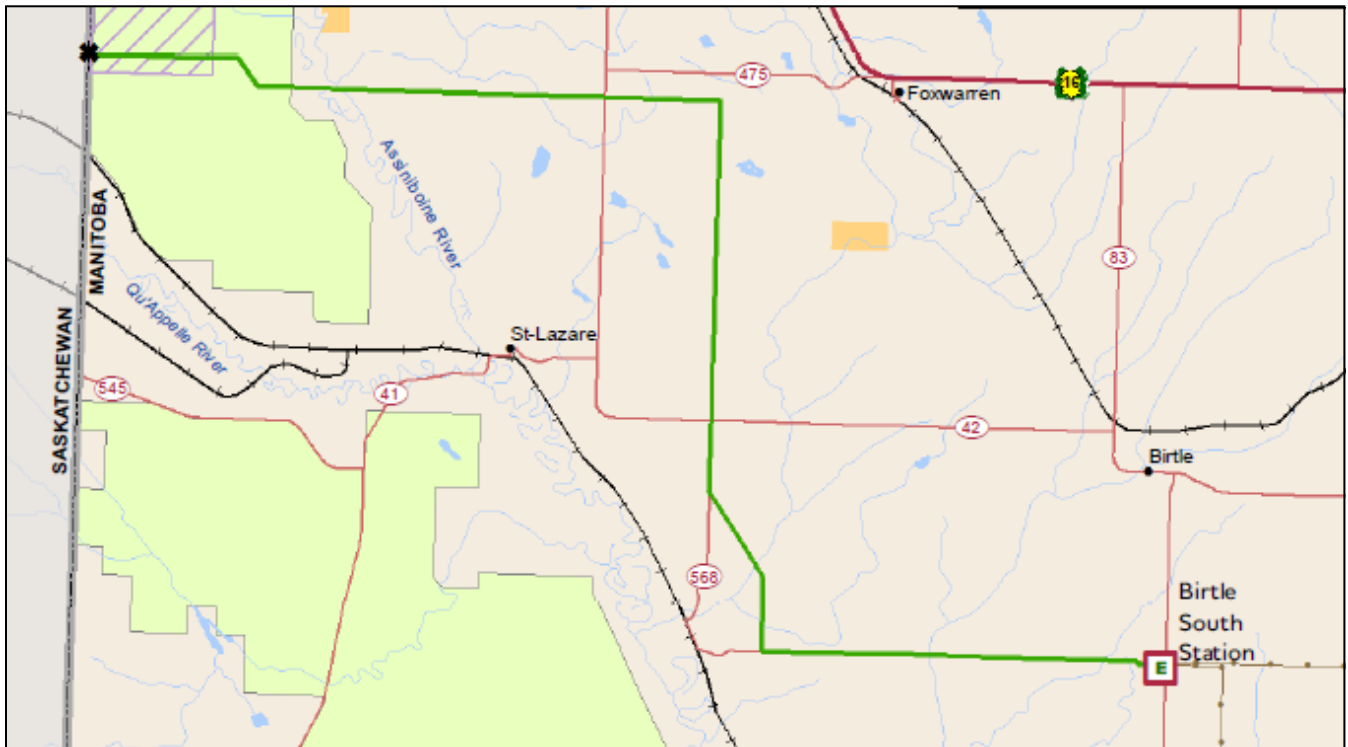 16
475
Foxwarren
Assiniboine River
MANITOBA
83
SASKATCHEWAN
Qu'Appelle River
St-Lazare
545
41
42
Birtle
568
Birtle
South
Station
E